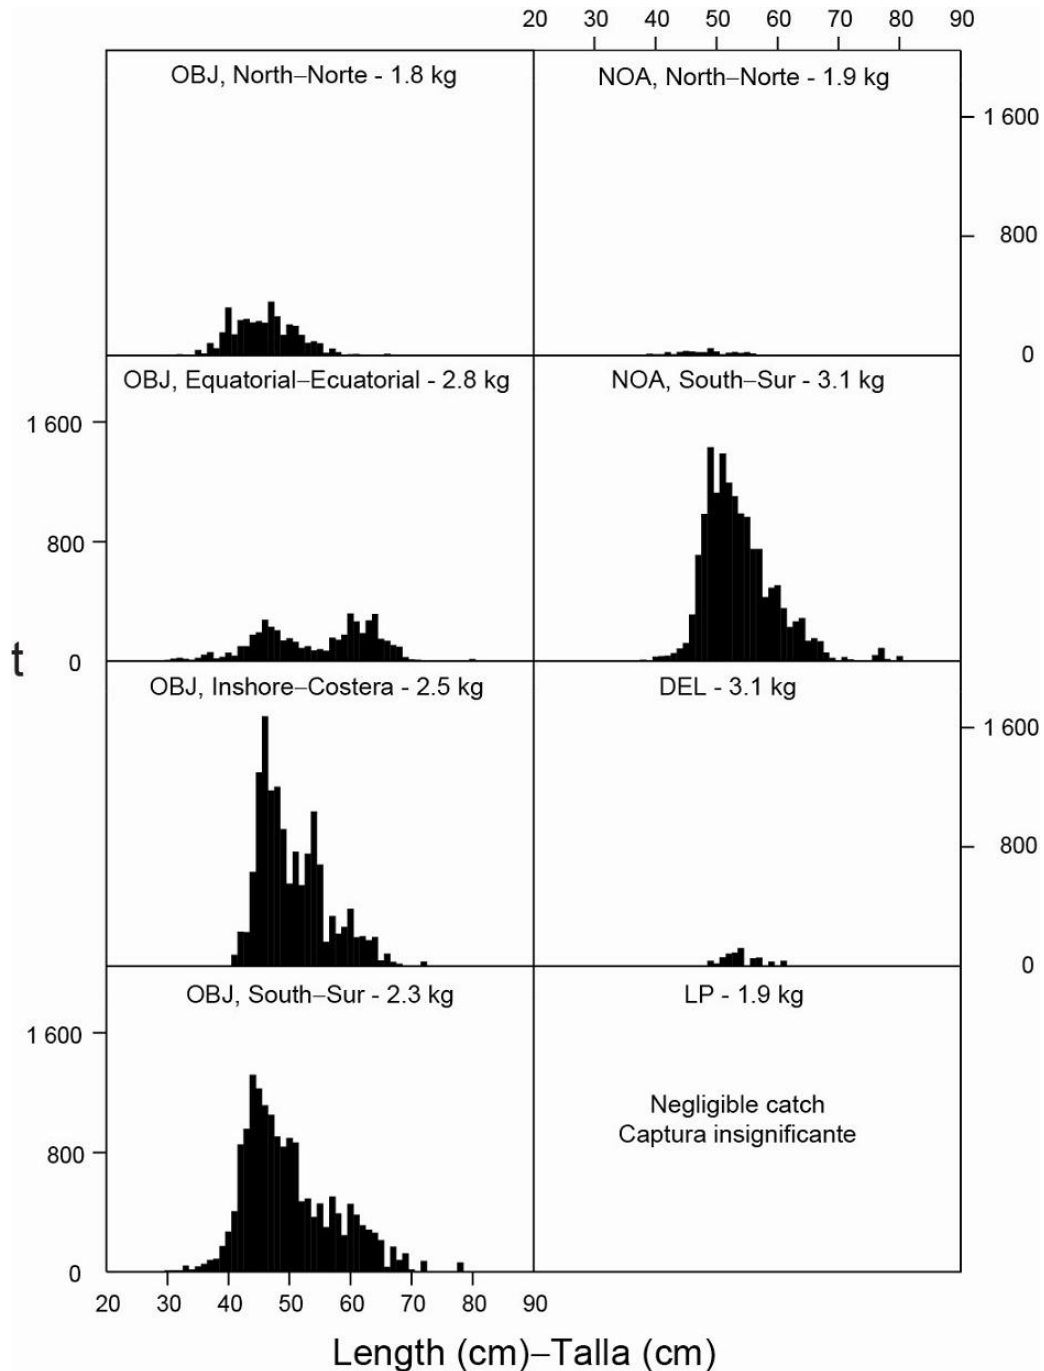 20 30 40 50 60 70 80 90
OBJ, North–Norte - 1.8 kg
NOA, North–Norte - 1.9 kg
1 600
800
0
OBJ, Equatorial–Ecuatorial - 2.8 kg
NOA, South–Sur - 3.1 kg
1 600
800
0
t
OBJ, Inshore–Costera - 2.5 kg
DEL - 3.1 kg
1 600
800
0
OBJ, South–Sur - 2.3 kg
LP - 1.9 kg
1 600
800
0
Negligible catch
Captura insignificante
20 30 40 50 60 70 80 90
Length (cm)–Talla (cm)